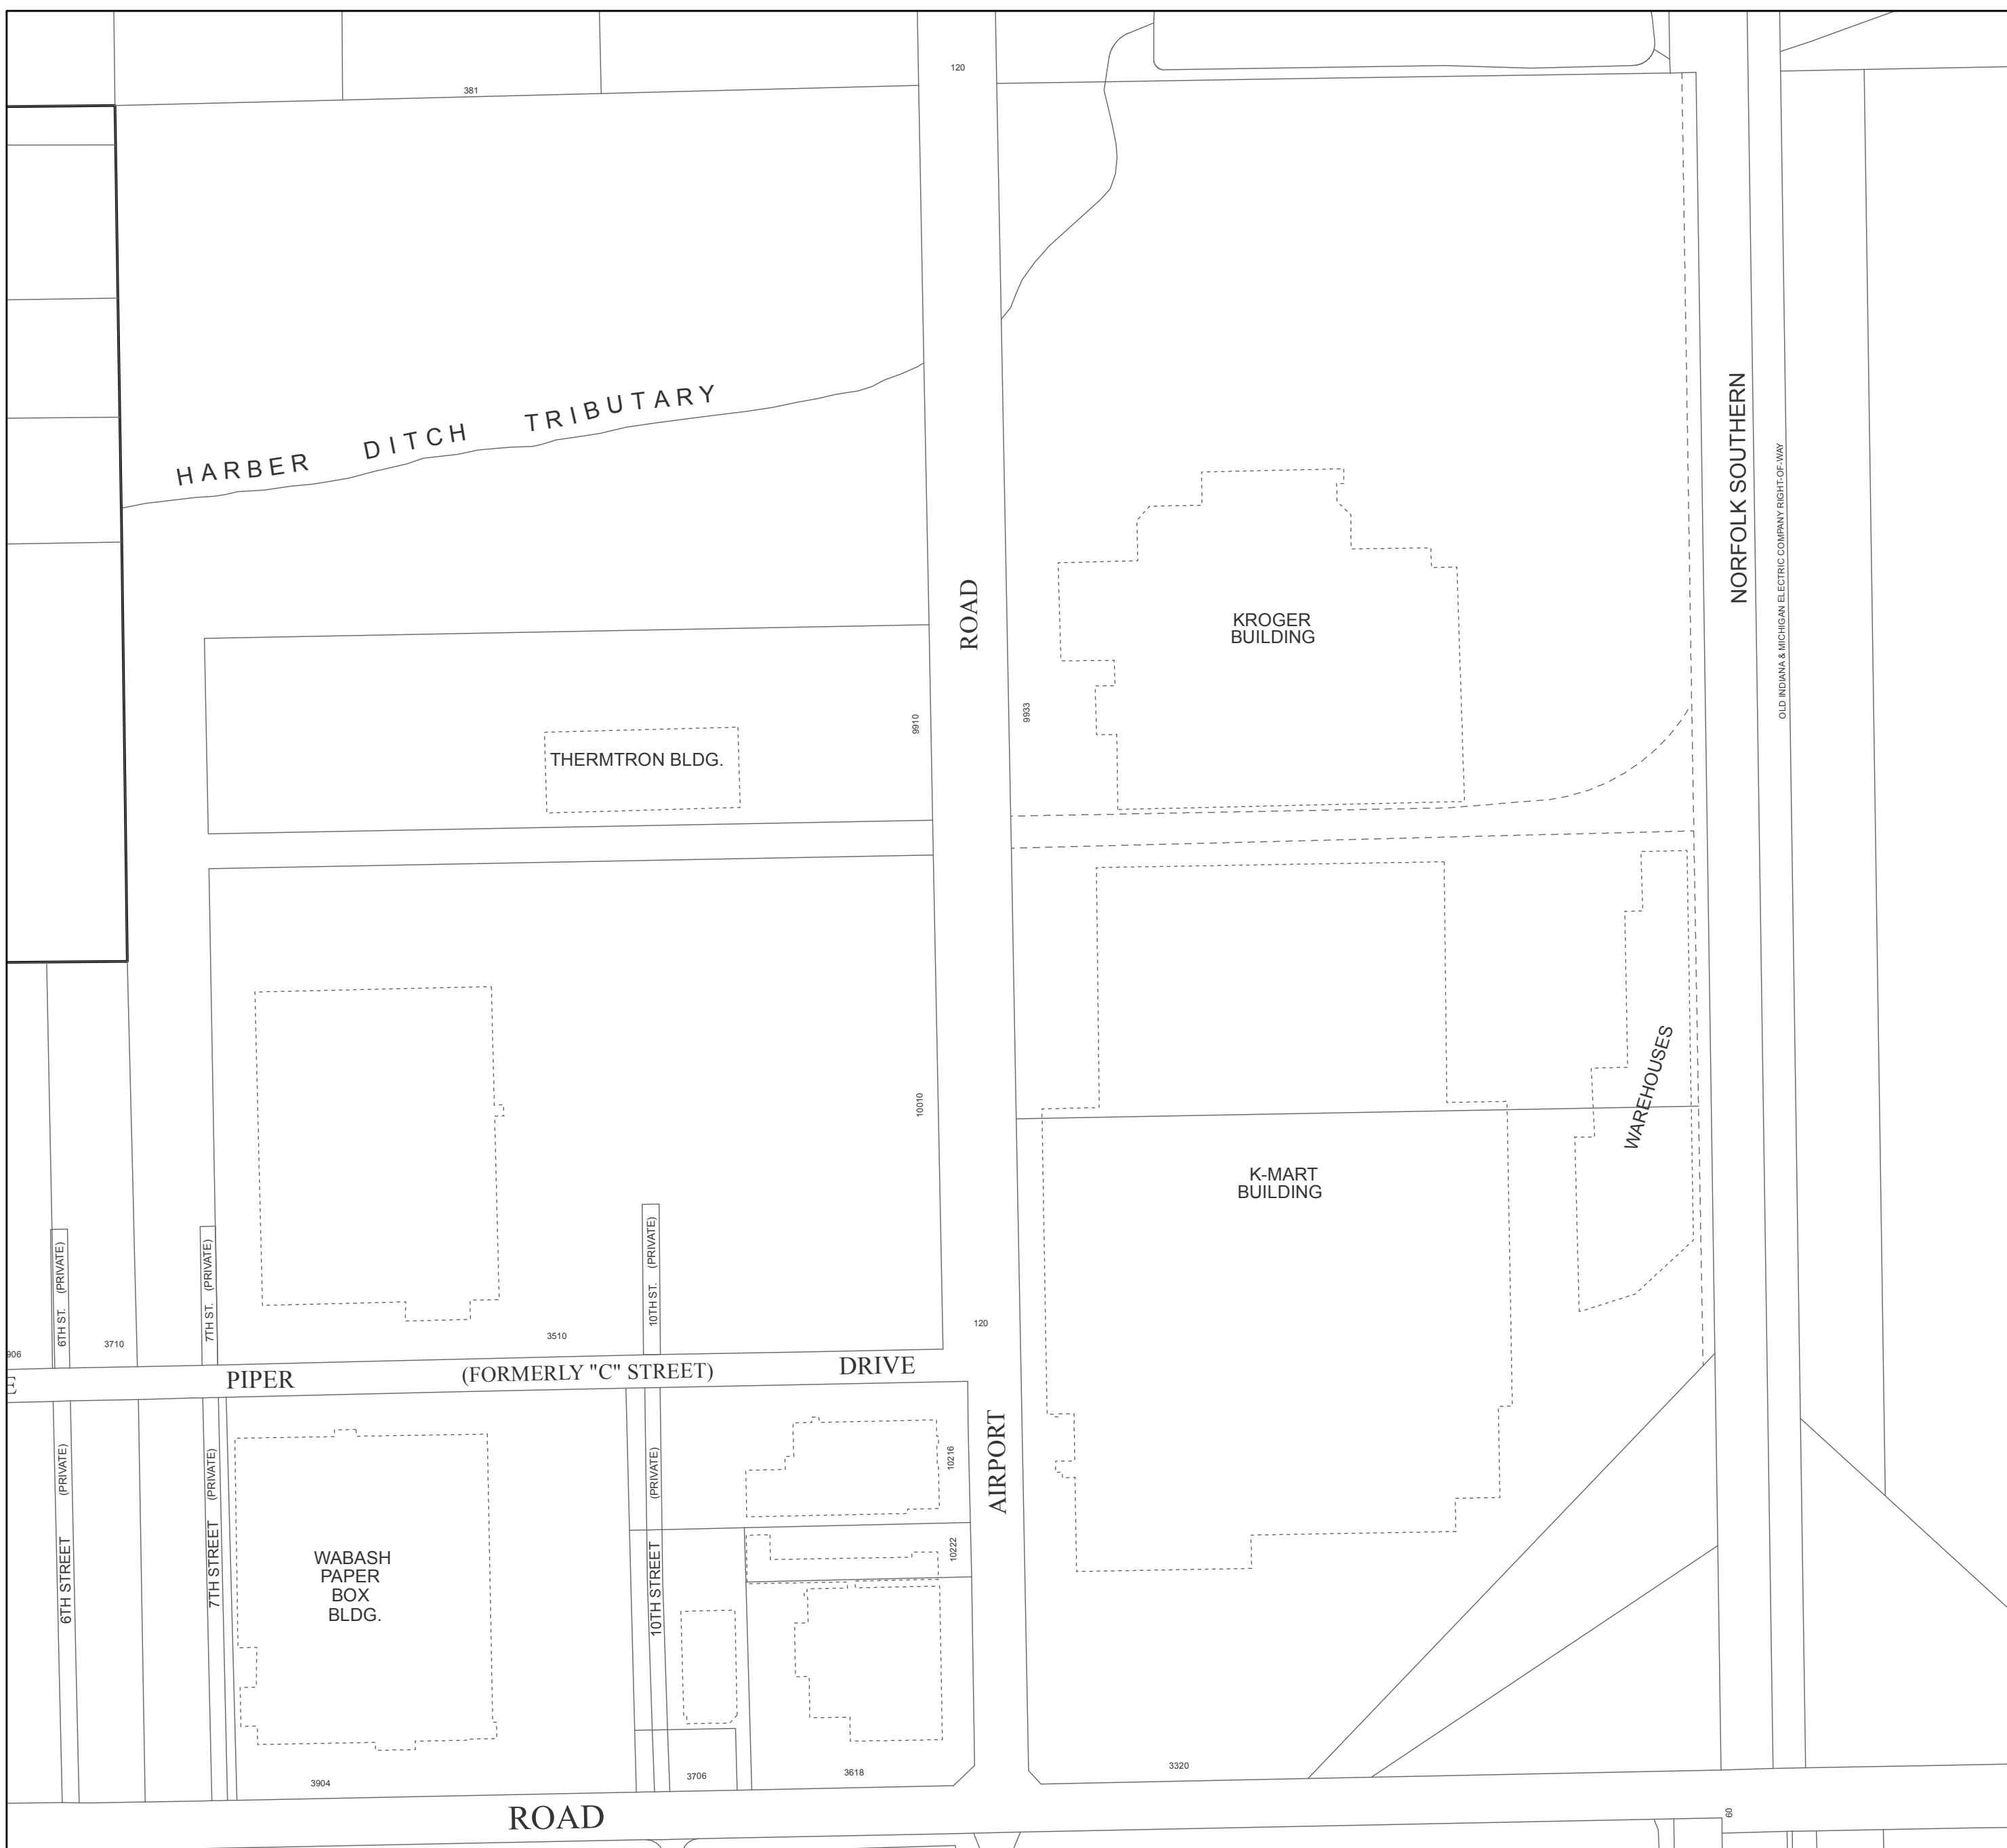 120
381
HARBER DITCH TRIBUTARY
NORFOLK SOUTHERN
OLD INDIANA & MICHIGAN ELECTRIC COMPANY RIGHT-OF-WAY
ROAD
KROGER
BUILDING
9910
9933
THERMTRON BLDG.
WAREHOUSES
10010
K-MART
BUILDING
6TH ST. (PRIVATE)
7TH ST. (PRIVATE)
10TH ST. (PRIVATE)
120
3510
3710
906
E
PIPER
(FORMERLY "C" STREET)
DRIVE
AIRPORT
10216
6TH STREET (PRIVATE)
7TH STREET (PRIVATE)
10TH STREET (PRIVATE)
10222
WABASH
PAPER
BOX
BLDG.
3904
3706
3618
3320
ROAD
60